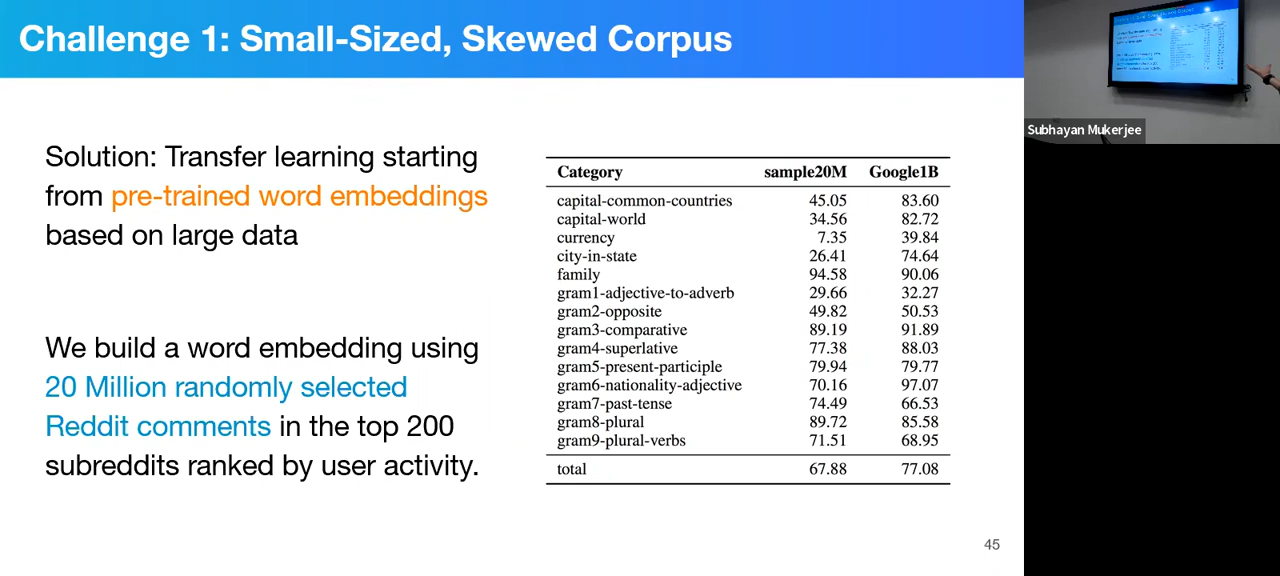 Challenge 1: Small-Sized, Skewed Corpus
Solution: Transfer learning starting
from pre-trained word embeddings
based on large data
We build a word embedding using
20 Million randomly selected
Reddit comments in the top 200
subreddits ranked by user activity.
Category sample20M Google1B
capital-common-countries 45.05 83.60
capital-world 34.56 82.72
currency 7.35 39.84
city-in-state 26.41 74.64
family 94.58 90.06
gram1-adjective-to-adverb 29.66 32.27
gram2-opposite 49.82 50.53
gram3-comparative 89.19 91.89
gram4-superlative 77.38 88.03
gram5-present-participle 79.94 79.77
gram6-nationality-adjective 70.16 97.07
gram7-past-tense 74.49 66.53
gram8-plural 89.72 85.58
gram9-plural-verbs 71.51 68.95
total 67.88 77.08
45
Subhayan Mukerjee